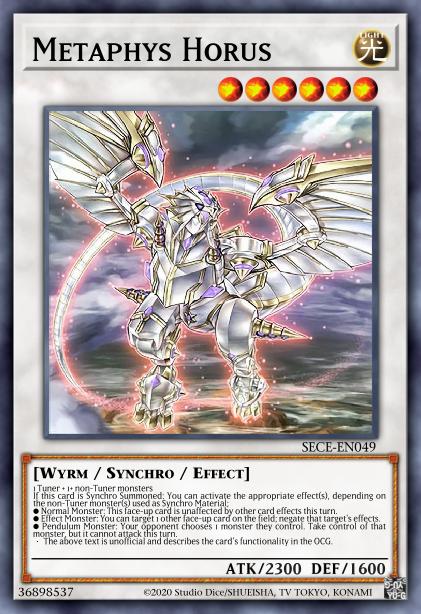 METAPHYS HORUS
LIGHT
光
SECE-EN049
[WYRM / SYNCHRO / EFFECT]
1 Tuner + 1+ non-Tuner monsters
If this card is Synchro Summoned: You can activate the appropriate effect(s), depending on
the non-Tuner monster(s) used as Synchro Material;
● Normal Monster: This face-up card is unaffected by other card effects this turn.
● Effect Monster: You can target 1 other face-up card on the field; negate that target's effects.
● Pendulum Monster: Your opponent chooses 1 monster they control. Take control of that
monster, but it cannot attack this turn.
· The above text is unofficial and describes the card's functionality in the OCG.
ATK/2300 DEF/1600
36898537
©2020 Studio Dice/SHUEISHA, TV TOKYO, KONAMI